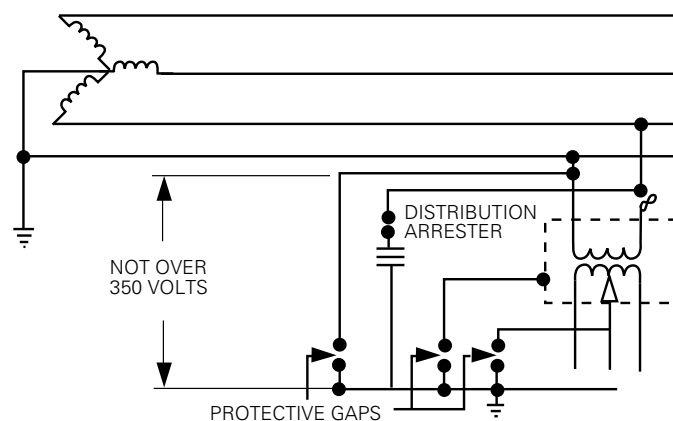 DISTRIBUTION
ARRESTER
NOT OVER
350 VOLTS
PROTECTIVE GAPS